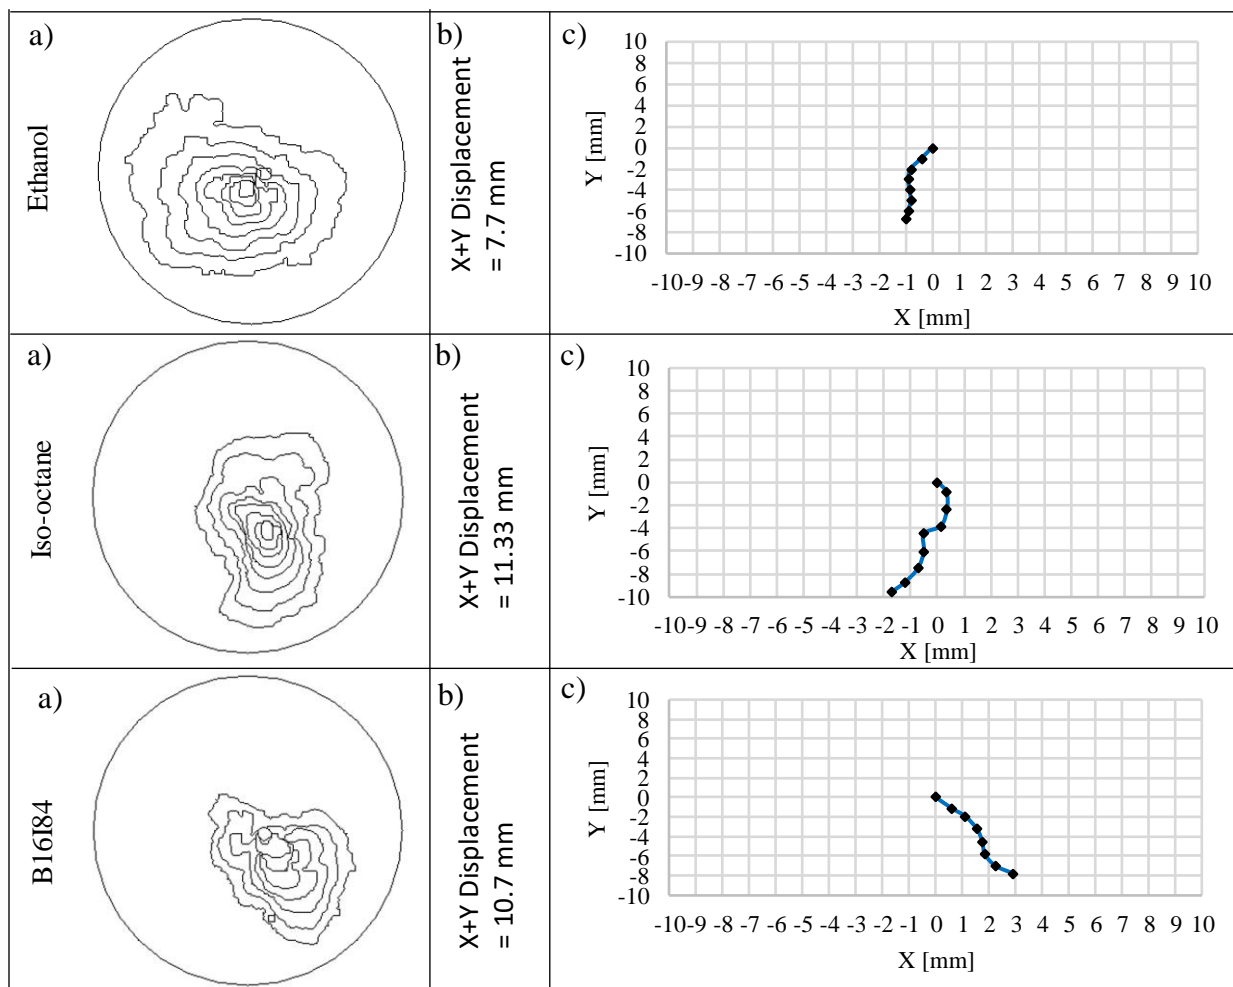 a)
Ethanol
b)
X+Y Displacement
= 7.7 mm
c)
10
8
6
4
2
0
-2
-4
-6
-8
-10
Y [mm]
-10-9 -8 -7 -6 -5 -4 -3 -2 -1 0 1 2 3 4 5 6 7 8 9 10
X [mm]
a)
Iso-octane
b)
X+Y Displacement
= 11.33 mm
c)
10
8
6
4
2
0
-2
-4
-6
-8
-10
Y [mm]
-10-9 -8 -7 -6 -5 -4 -3 -2 -1 0 1 2 3 4 5 6 7 8 9 10
X [mm]
a)
B16I84
b)
X+Y Displacement
= 10.7 mm
c)
10
8
6
4
2
0
-2
-4
-6
-8
-10
Y [mm]
-10-9 -8 -7 -6 -5 -4 -3 -2 -1 0 1 2 3 4 5 6 7 8 9 10
X [mm]